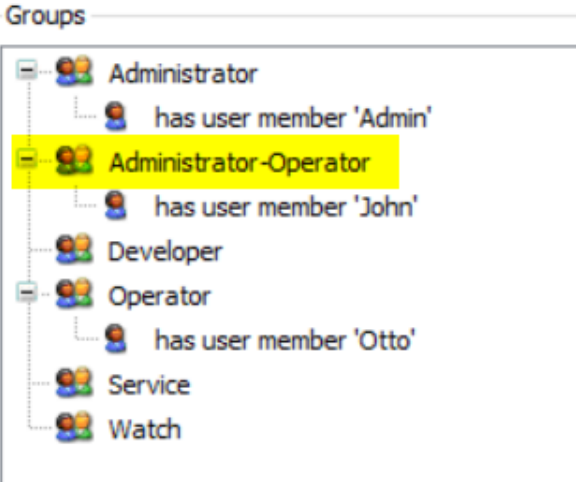 Groups
Administrator
has user member 'Admin'
Administrator-Operator
has user member 'John'
Developer
Operator
has user member 'Otto'
Service
Watch